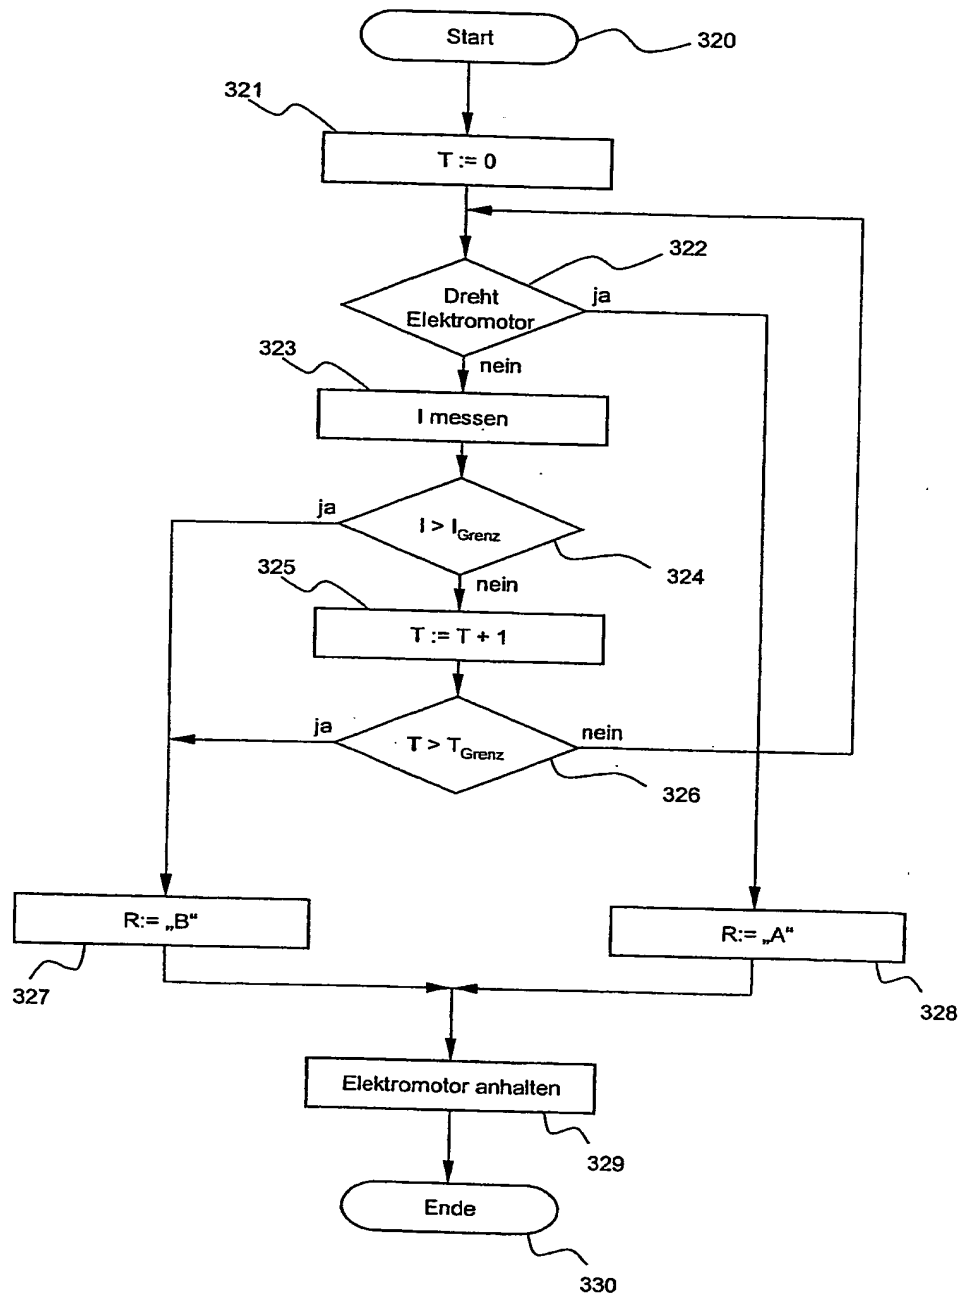 Start
320
321
T := 0
322
Dreht
Elektromotor
ja
323
nein
I messen
ja
I > I_Grenz
324
325
nein
T := T + 1
ja
T > T_Grenz
nein
326
R:= „B“
R:= „A“
327
328
Elektromotor anhalten
329
Ende
330